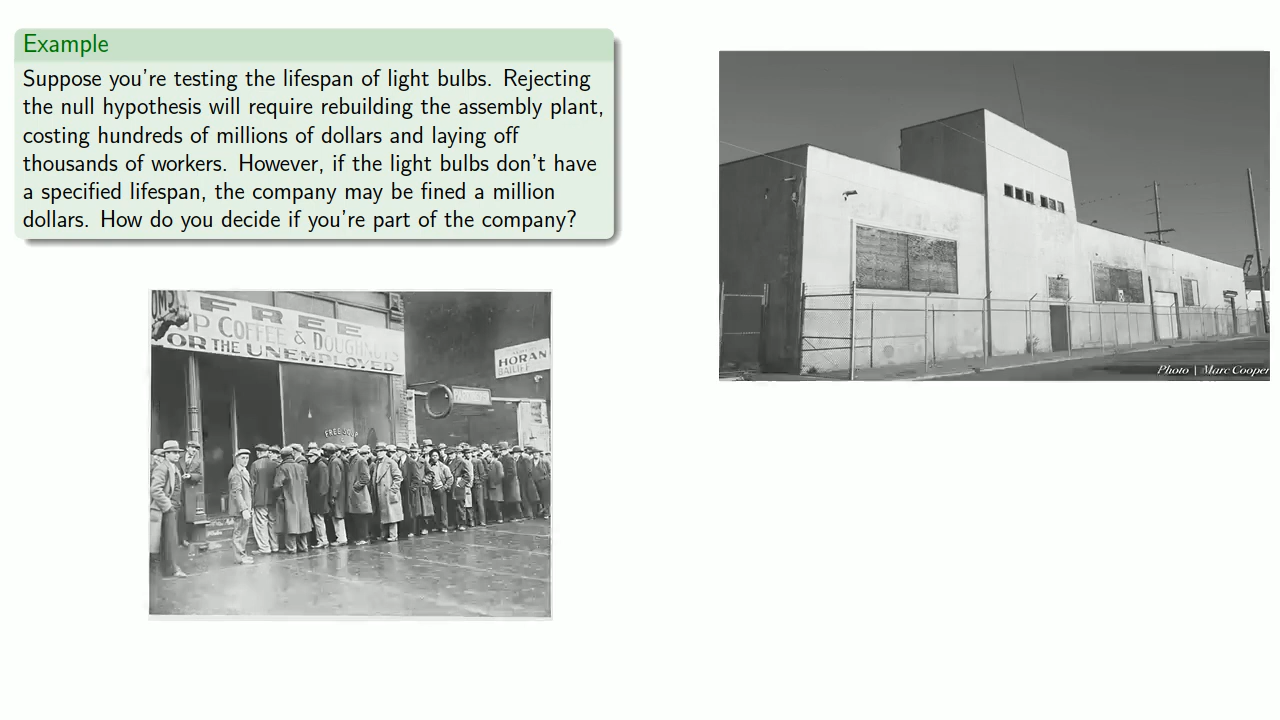 Example
Suppose you're testing the lifespan of light bulbs. Rejecting
the null hypothesis will require rebuilding the assembly plant,
costing hundreds of millions of dollars and laying off
thousands of workers. However, if the light bulbs don't have
a specified lifespan, the company may be fined a million
dollars. How do you decide if you're part of the company?
FREE
COFFEE & DOUGHNUTS
OR THE UNEMPLOYED
HORAN
BAILIFF
FREE SOUP
Photo | Marc Cooper